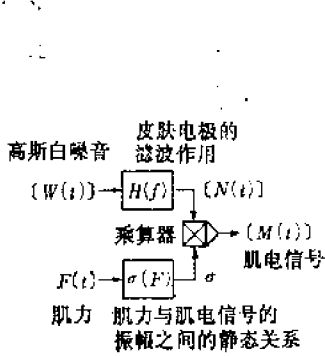 皮肤电极的
高斯白噪音 滤波作用
{W(t)} H(f) {N(t)}
乘算器 {M(t)}
肌电信号
F(t) σ(F) σ
肌力 肌力与肌电信号的
振幅之间的静态关系